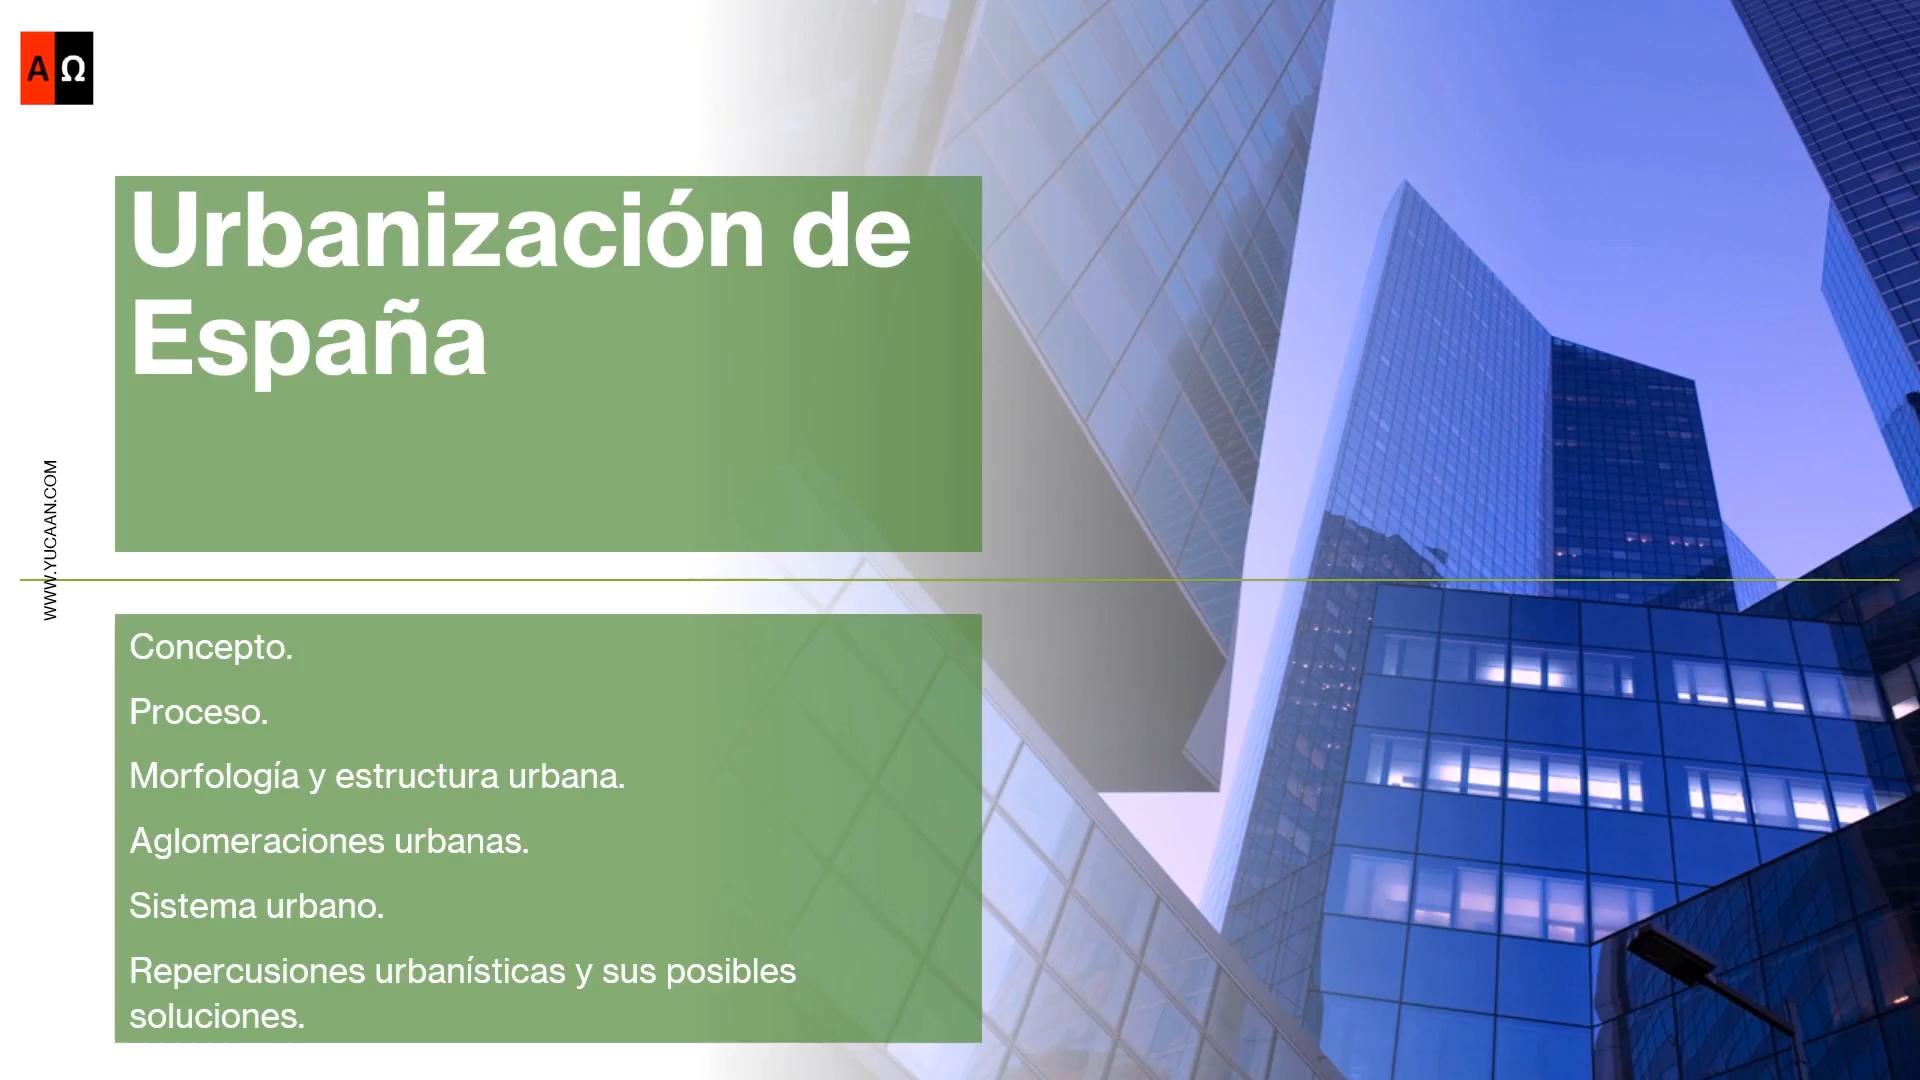 A Ω
Urbanización de
España
WWW.YUCAAN.COM
Concepto.
Proceso.
Morfología y estructura urbana.
Aglomeraciones urbanas.
Sistema urbano.
Repercusiones urbanísticas y sus posibles
soluciones.